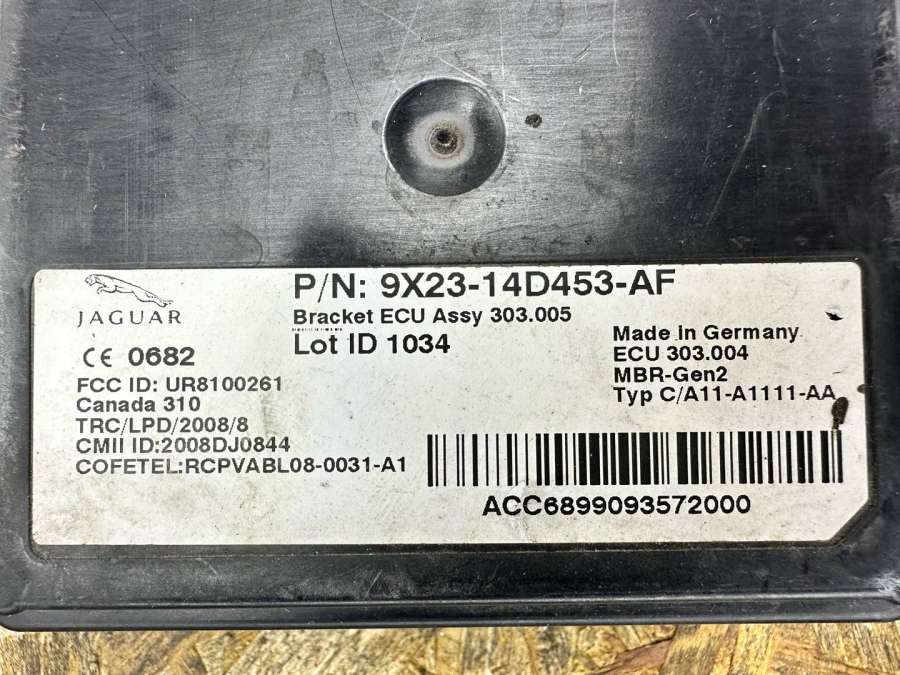 JAGUAR
P/N: 9X23-14D453-AF
Bracket ECU Assy 303.005
Lot ID 1034
CE 0682
FCC ID: UR8100261
Canada 310
TRC/LPD/2008/8
CMII ID:2008DJ0844
COFETEL:RCPVABL08-0031-A1
Made in Germany
ECU 303.004
MBR-Gen2
Typ C/A11-A1111-AA
ACC6899093572000